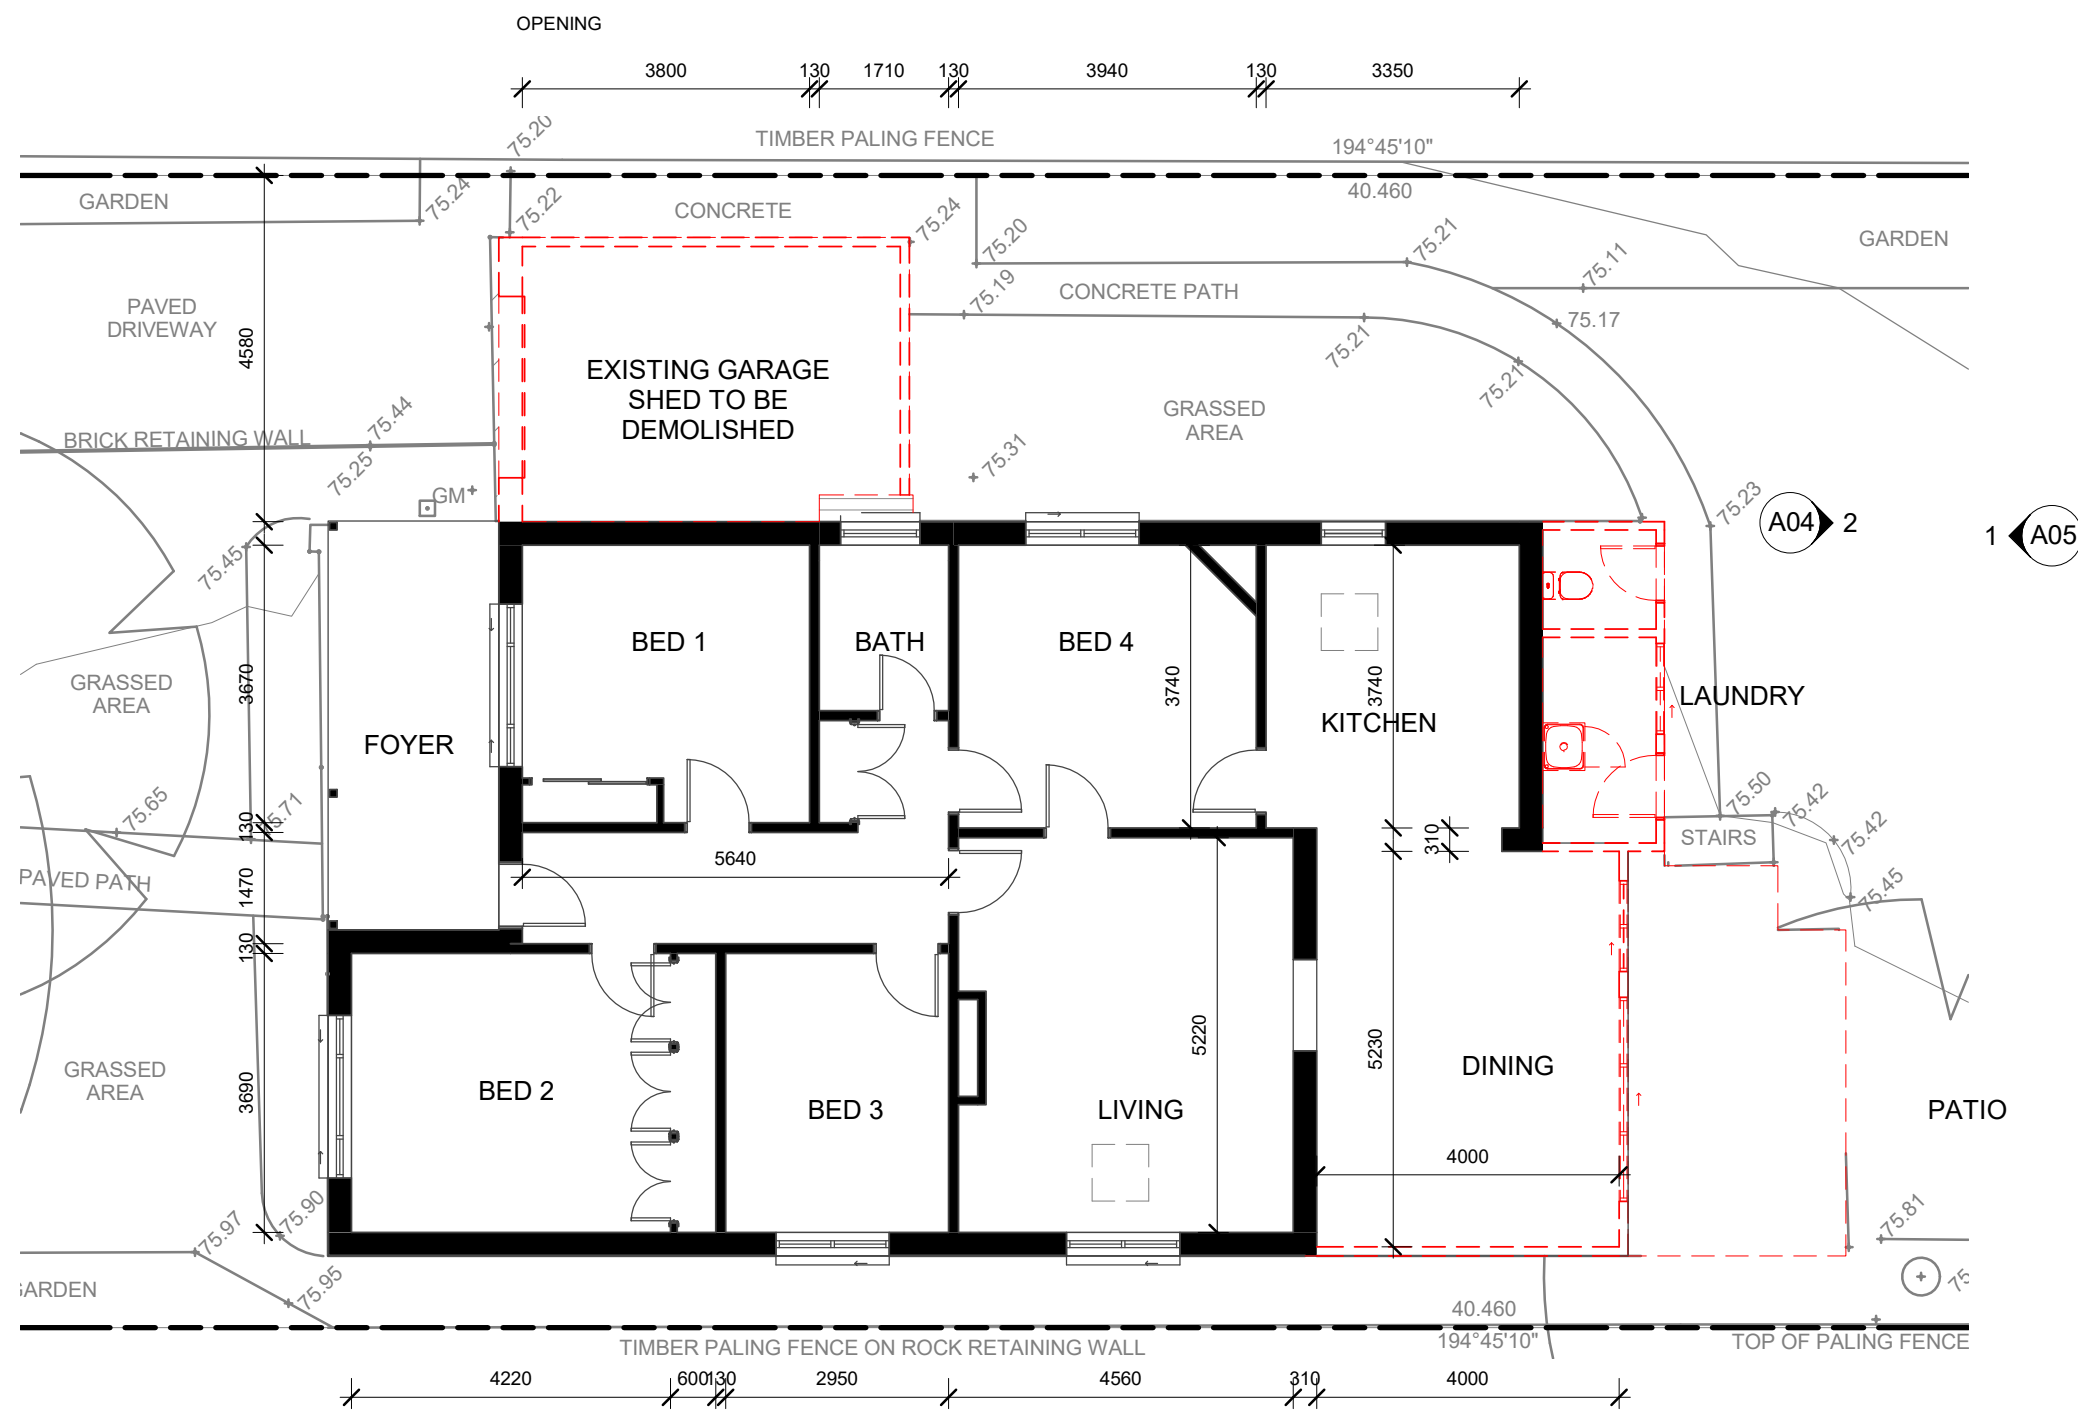 OPENING
3800
130
1710
130
3940
130
3350
TIMBER PALING FENCE
194°45'10"
40.460
75.20
75.24
75.22
GARDEN
CONCRETE
75.24
75.20
75.21
75.11
GARDEN
75.19
CONCRETE PATH
75.17
PAVED
DRIVEWAY
4580
75.21
75.21
EXISTING GARAGE
SHED TO BE
DEMOLISHED
GRASSED
AREA
75.44
BRICK RETAINING WALL
75.25
75.31
GM
75.23
A04
2
1
A05
75.45
BED 1
BATH
BED 4
3740
3740
KITCHEN
LAUNDRY
GRASSED
AREA
3670
FOYER
75.65
75.71
130
310
75.50
75.42
75.42
STAIRS
5640
PAVED PATH
1470
75.45
130
5220
5230
GRASSED
AREA
3690
BED 2
BED 3
LIVING
DINING
PATIO
4000
75.97
75.90
75.95
75.81
GARDEN
40.460
194°45'10"
TIMBER PALING FENCE ON ROCK RETAINING WALL
TOP OF PALING FENCE
4220
600
130
2950
4560
310
4000